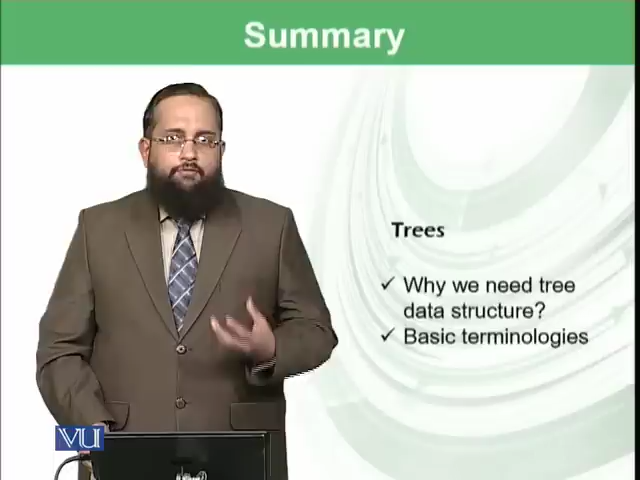 Summary
Trees
✓ Why we need tree
data structure?
✓ Basic terminologies
VU